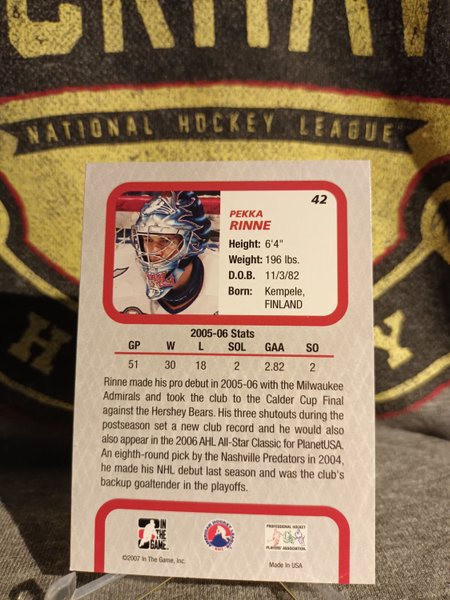 NATIONAL HOCKEY LEAGUE
42
PEKKA
RINNE
Height: 6'4"
Weight: 196 lbs.
D.O.B. 11/3/82
Born: Kempele,
FINLAND
2005-06 Stats
GP W L SOL GAA SO
51 30 18 2 2.82 2
Rinne made his pro debut in 2005-06 with the Milwaukee
Admirals and took the club to the Calder Cup Final
against the Hershey Bears. His three shutouts during the
postseason set a new club record and he would also
also appear in the 2006 AHL All-Star Classic for PlanetUSA.
An eighth-round pick by the Nashville Predators in 2004,
he made his NHL debut last season and was the club's
backup goaltender in the playoffs.
IN THE GAME.
AMERICAN HOCKEY LEAGUE
PROFESSIONAL HOCKEY
PLAYERS' ASSOCIATION
©2007 In The Game, Inc.
Made In USA